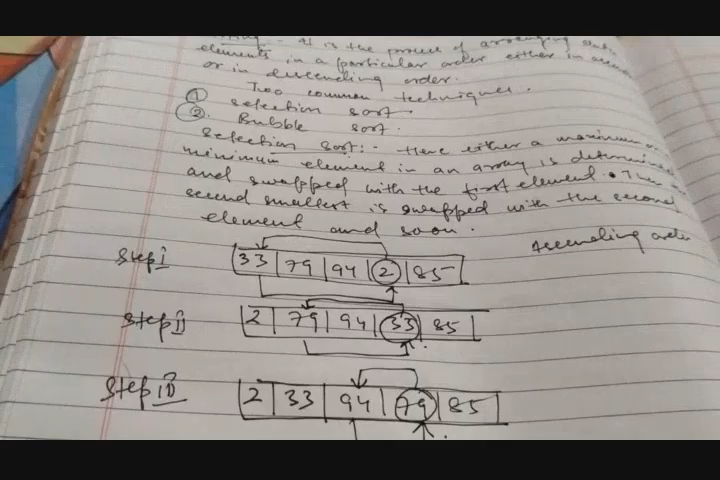 - It is the process of arranging
elements in a particular order either in
or in descending order.
Two common techniques.
① selection sort.
②. Bubble sort.
Selection sort:- Here either a maximum or
minimum element in an array is determined
and swapped with the first element. Then
second smallest is swapped with the second
element and soon.
Ascending order
Step I 33 79 94 2 85
Step II 2 79 94 33 85
Step III 2 33 94 79 85